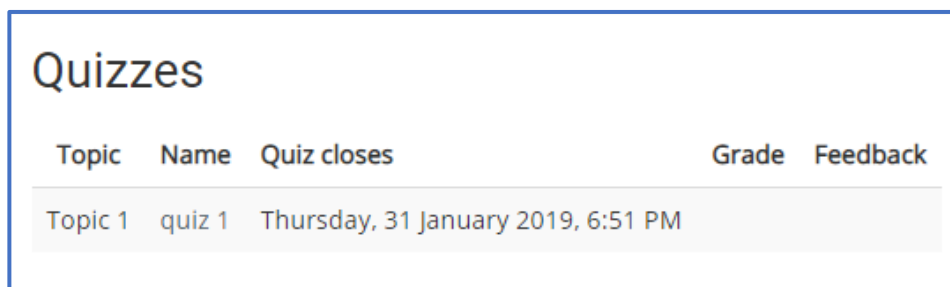 Quizzes
Topic Name Quiz closes Grade Feedback
Topic 1 quiz 1 Thursday, 31 January 2019, 6:51 PM